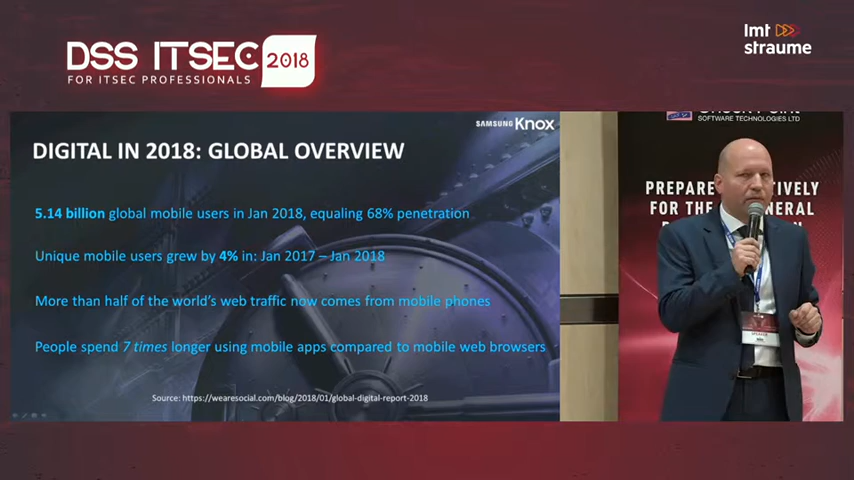 DSS ITSEC 2018
FOR ITSEC PROFESSIONALS
lmt
straume
SAMSUNG Knox
DIGITAL IN 2018: GLOBAL OVERVIEW
5.14 billion global mobile users in Jan 2018, equaling 68% penetration
Unique mobile users grew by 4% in: Jan 2017 – Jan 2018
More than half of the world's web traffic now comes from mobile phones
People spend 7 times longer using mobile apps compared to mobile web browsers
Source: https://wearesocial.com/blog/2018/01/global-digital-report-2018
SOFTWARE TECHNOLOGIES LTD
PREPARE
FOR THE